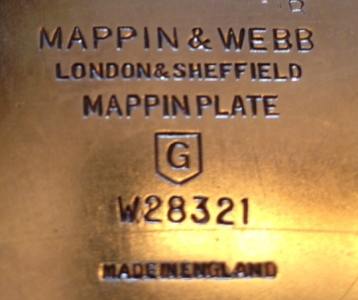 B
MAPPIN & WEBB
LONDON & SHEFFIELD
MAPPIN PLATE
G
W28321
MADE IN ENGLAND